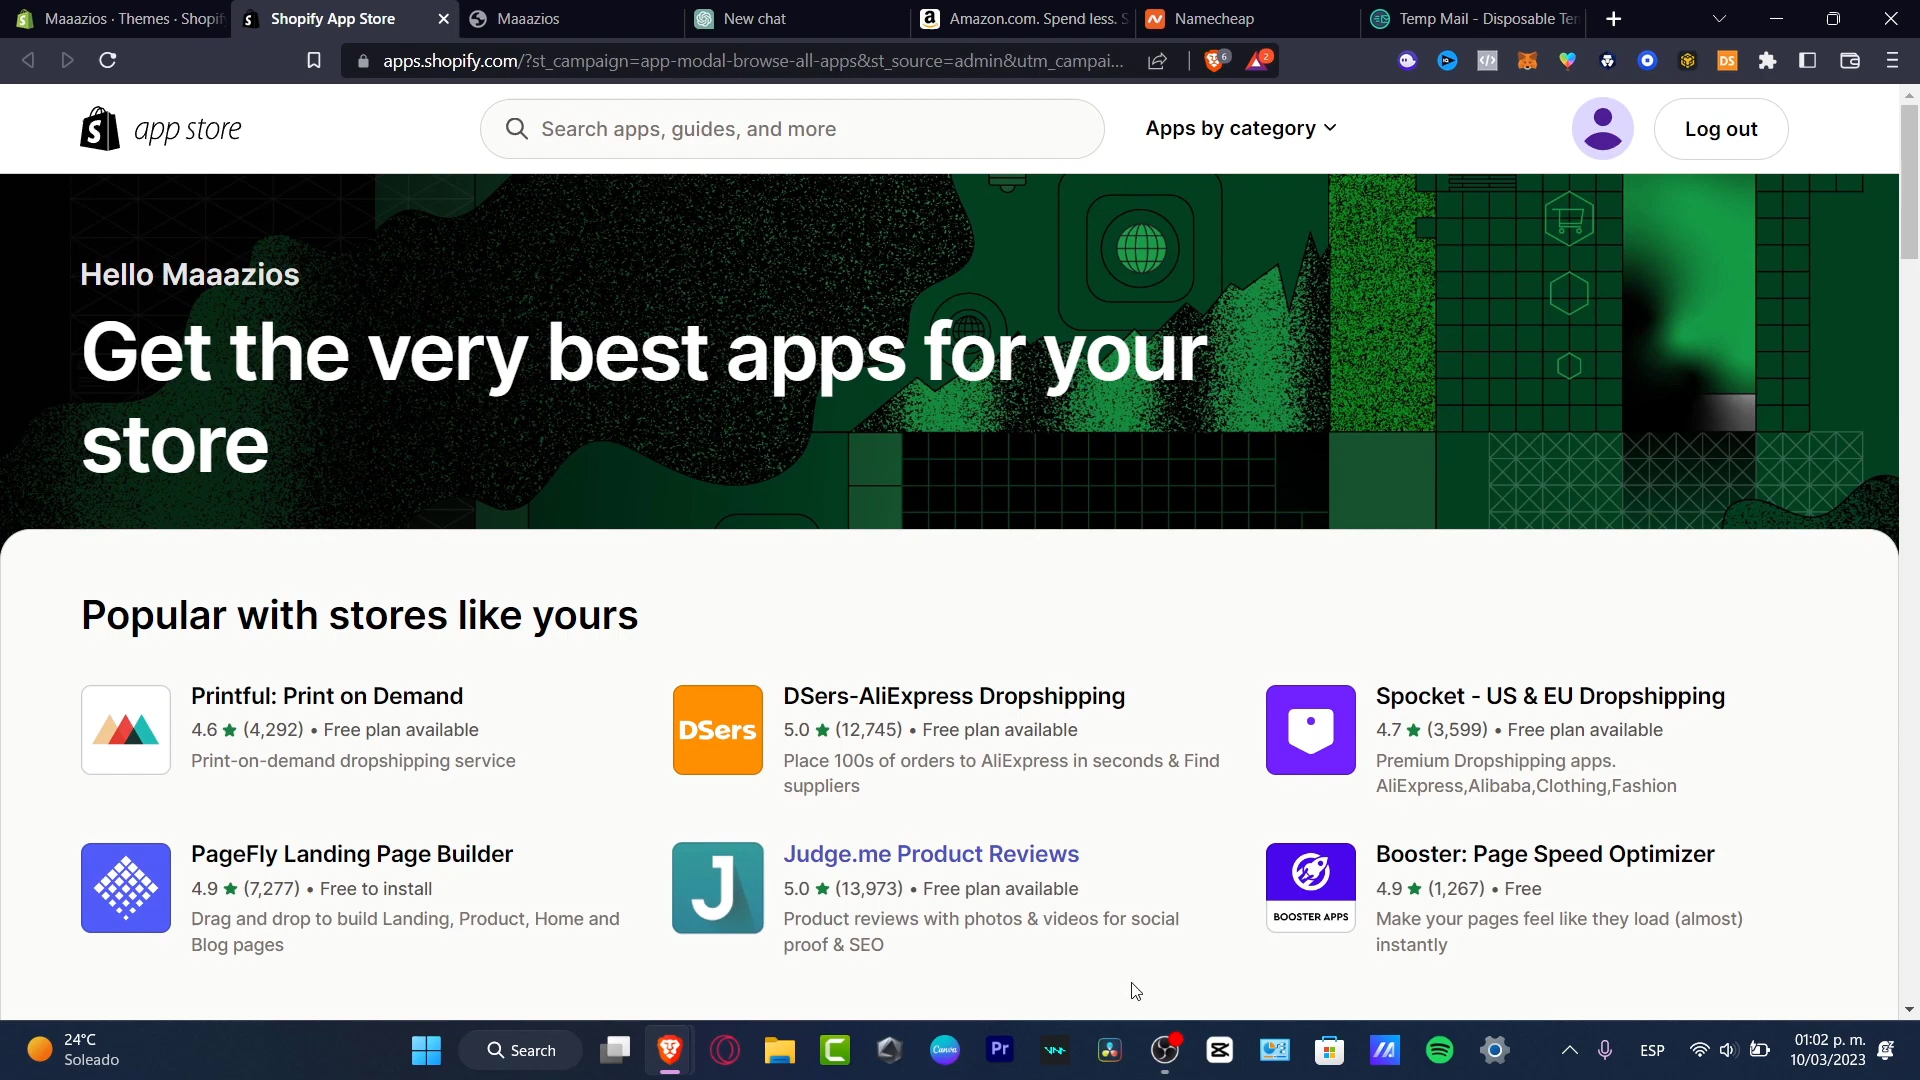 Maaazios · Themes · Shopif
Shopify App Store
Maaazios
New chat
Amazon.com. Spend less. S
Namecheap
Temp Mail - Disposable Ten
apps.shopify.com/?st_campaign=app-modal-browse-all-apps&st_source=admin&utm_campai...
6
2
DS
app store
Search apps, guides, and more
Apps by category
Log out
Hello Maaazios
Get the very best apps for your
store
Popular with stores like yours
Printful: Print on Demand
4.6 ★ (4,292) • Free plan available
Print-on-demand dropshipping service
DSers
DSers-AliExpress Dropshipping
5.0 ★ (12,745) • Free plan available
Place 100s of orders to AliExpress in seconds & Find
suppliers
Spocket - US & EU Dropshipping
4.7 ★ (3,599) • Free plan available
Premium Dropshipping apps.
AliExpress,Alibaba,Clothing,Fashion
PageFly Landing Page Builder
4.9 ★ (7,277) • Free to install
Drag and drop to build Landing, Product, Home and
Blog pages
J
Judge.me Product Reviews
5.0 ★ (13,973) • Free plan available
Product reviews with photos & videos for social
proof & SEO
BOOSTER APPS
Booster: Page Speed Optimizer
4.9 ★ (1,267) • Free
Make your pages feel like they load (almost)
instantly
24°C
Soleado
Search
Canva
Pr
ESP
01:02 p. m.
10/03/2023